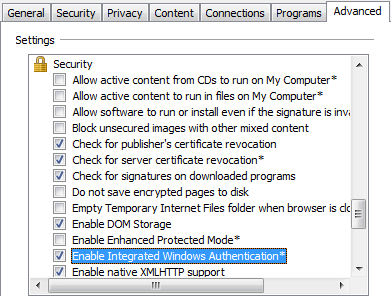 General Security Privacy Content Connections Programs Advanced
Settings
Security
Allow active content from CDs to run on My Computer*
Allow active content to run in files on My Computer*
Allow software to run or install even if the signature is
Block unsecured images with other mixed content
Check for publisher's certificate revocation
Check for server certificate revocation*
Check for signatures on downloaded programs
Do not save encrypted pages to disk
Empty Temporary Internet Files folder when browser is
Enable DOM Storage
Enable Enhanced Protected Mode*
Enable Integrated Windows Authentication*
Enable native XMLHTTP support